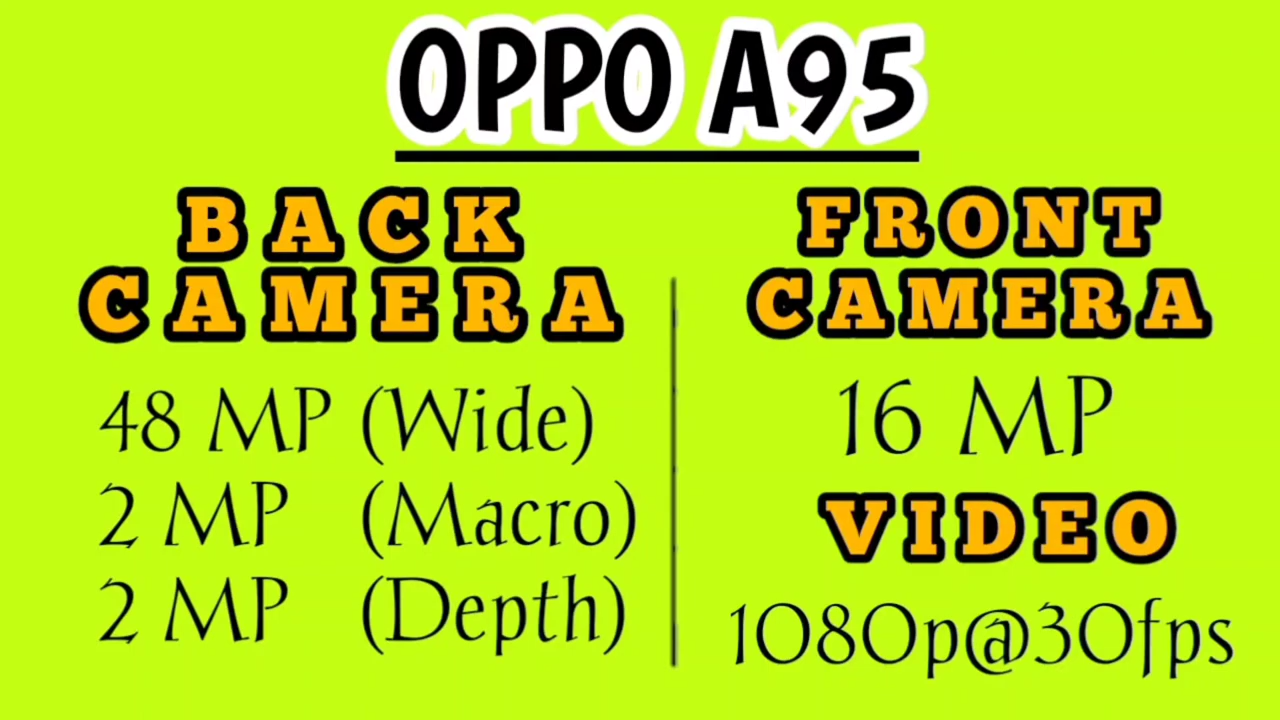 OPPO A95
BACK
CAMERA
48 MP (Wide)
2 MP (Macro)
2 MP (Depth)
FRONT
CAMERA
16 MP
VIDEO
1080p@30fps